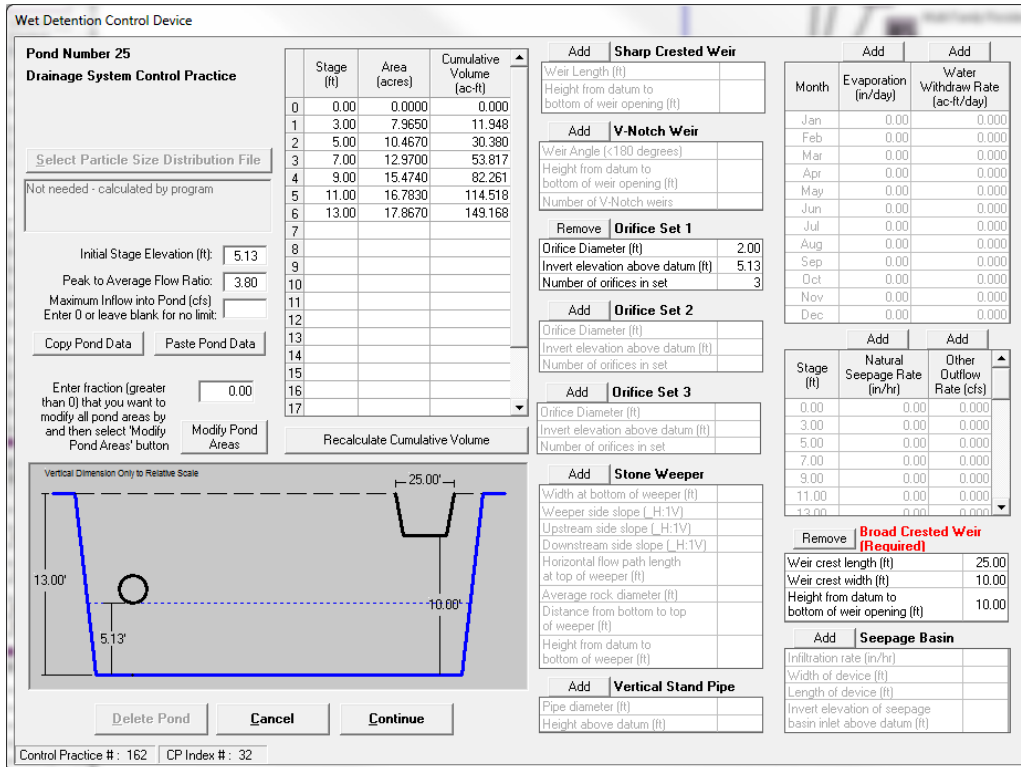 Wet Detention Control Device
Pond Number 25
Drainage System Control Practice
Select Particle Size Distribution File
Not needed - calculated by program
Initial Stage Elevation (ft): 5.13
Peak to Average Flow Ratio: 3.80
Maximum Inflow into Pond (cfs)
Enter 0 or leave blank for no limit:
Copy Pond Data Paste Pond Data
Enter fraction (greater
than 0) that you want to
modify all pond areas by
and then select 'Modify
Pond Areas' button
0.00
Modify Pond
Areas
Stage
(ft)
Area
(acres)
Cumulative
Volume
(ac-ft)
0 0.00 0.0000 0.000
1 3.00 7.9650 11.948
2 5.00 10.4670 30.380
3 7.00 12.9700 53.817
4 9.00 15.4740 82.261
5 11.00 16.7830 114.518
6 13.00 17.8670 149.168
7
8
9
10
11
12
13
14
15
16
17
Recalculate Cumulative Volume
Vertical Dimension Only to Relative Scale
25.00'
13.00'
10.00'
5.13'
Delete Pond Cancel Continue
Control Practice # : 162 CP Index # : 32
Add Sharp Crested Weir
Weir Length (ft)
Height from datum to
bottom of weir opening (ft)
Add V-Notch Weir
Weir Angle (<180 degrees)
Height from datum to
bottom of weir opening (ft)
Number of V-Notch weirs
Remove Orifice Set 1
Orifice Diameter (ft) 2.00
Invert elevation above datum (ft) 5.13
Number of orifices in set 3
Add Orifice Set 2
Orifice Diameter (ft)
Invert elevation above datum (ft)
Number of orifices in set
Add Orifice Set 3
Orifice Diameter (ft)
Invert elevation above datum (ft)
Number of orifices in set
Add Stone Weeper
Width at bottom of weeper (ft)
Weeper side slope (_H:1V)
Upstream side slope (_H:1V)
Downstream side slope (_H:1V)
Horizontal flow path length
at top of weeper (ft)
Average rock diameter (ft)
Distance from bottom to top
of weeper (ft)
Height from datum to
bottom of weeper (ft)
Add Vertical Stand Pipe
Pipe diameter (ft)
Height above datum (ft)
Add Add
Month
Evaporation
(in/day)
Water
Withdraw Rate
(ac-ft/day)
Jan 0.00 0.000
Feb 0.00 0.000
Mar 0.00 0.000
Apr 0.00 0.000
May 0.00 0.000
Jun 0.00 0.000
Jul 0.00 0.000
Aug 0.00 0.000
Sep 0.00 0.000
Oct 0.00 0.000
Nov 0.00 0.000
Dec 0.00 0.000
Add Add
Stage
(ft)
Natural
Seepage Rate
(in/hr)
Other
Outflow
Rate (cfs)
0.00 0.00 0.000
3.00 0.00 0.000
5.00 0.00 0.000
7.00 0.00 0.000
9.00 0.00 0.000
11.00 0.00 0.000
13.00 0.00 0.000
Remove Broad Crested Weir
(Required)
Weir crest length (ft) 25.00
Weir crest width (ft) 10.00
Height from datum to
bottom of weir opening (ft) 10.00
Add Seepage Basin
Infiltration rate (in/hr)
Width of device (ft)
Length of device (ft)
Invert elevation of seepage
basin inlet above datum (ft)